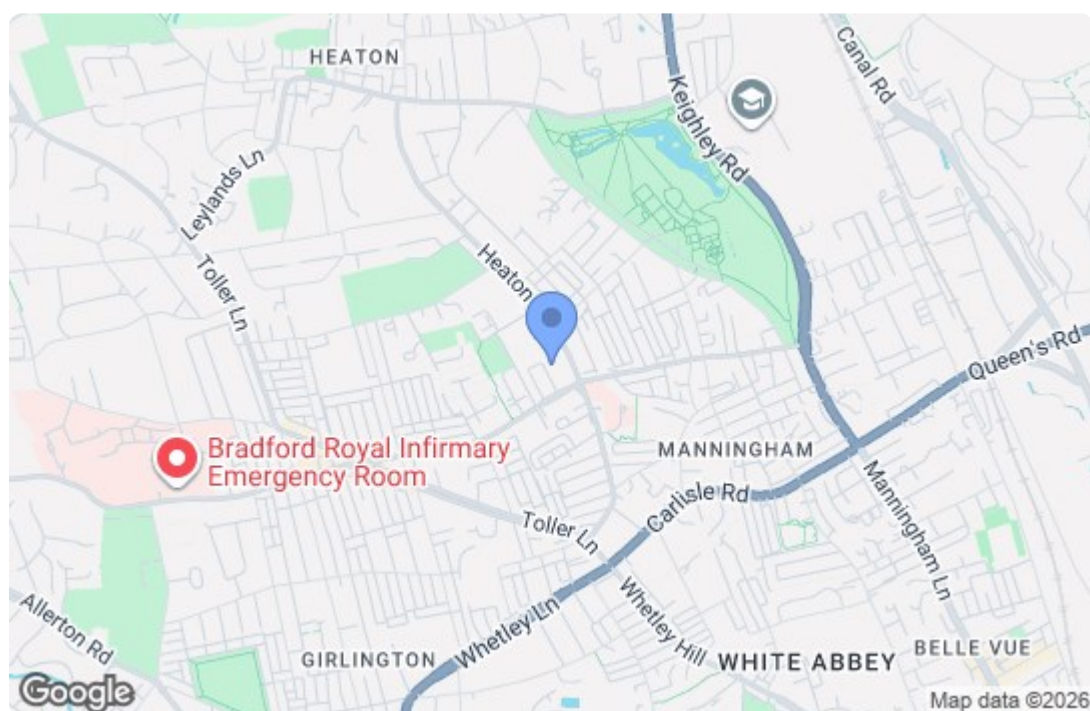 HEATON
Canal Rd
Keighley Rd
Leylands Ln
Toller Ln
Heaton
Queen's Rd
Bradford Royal Infirmary
Emergency Room
MANNINGHAM
Carlisle Rd
Manningham Ln
Toller Ln
Whetley Ln
Whetley Hill
Allerton Rd
GIRLINGTON
WHITE ABBEY
BELLE VUE
Google
Map data ©2026